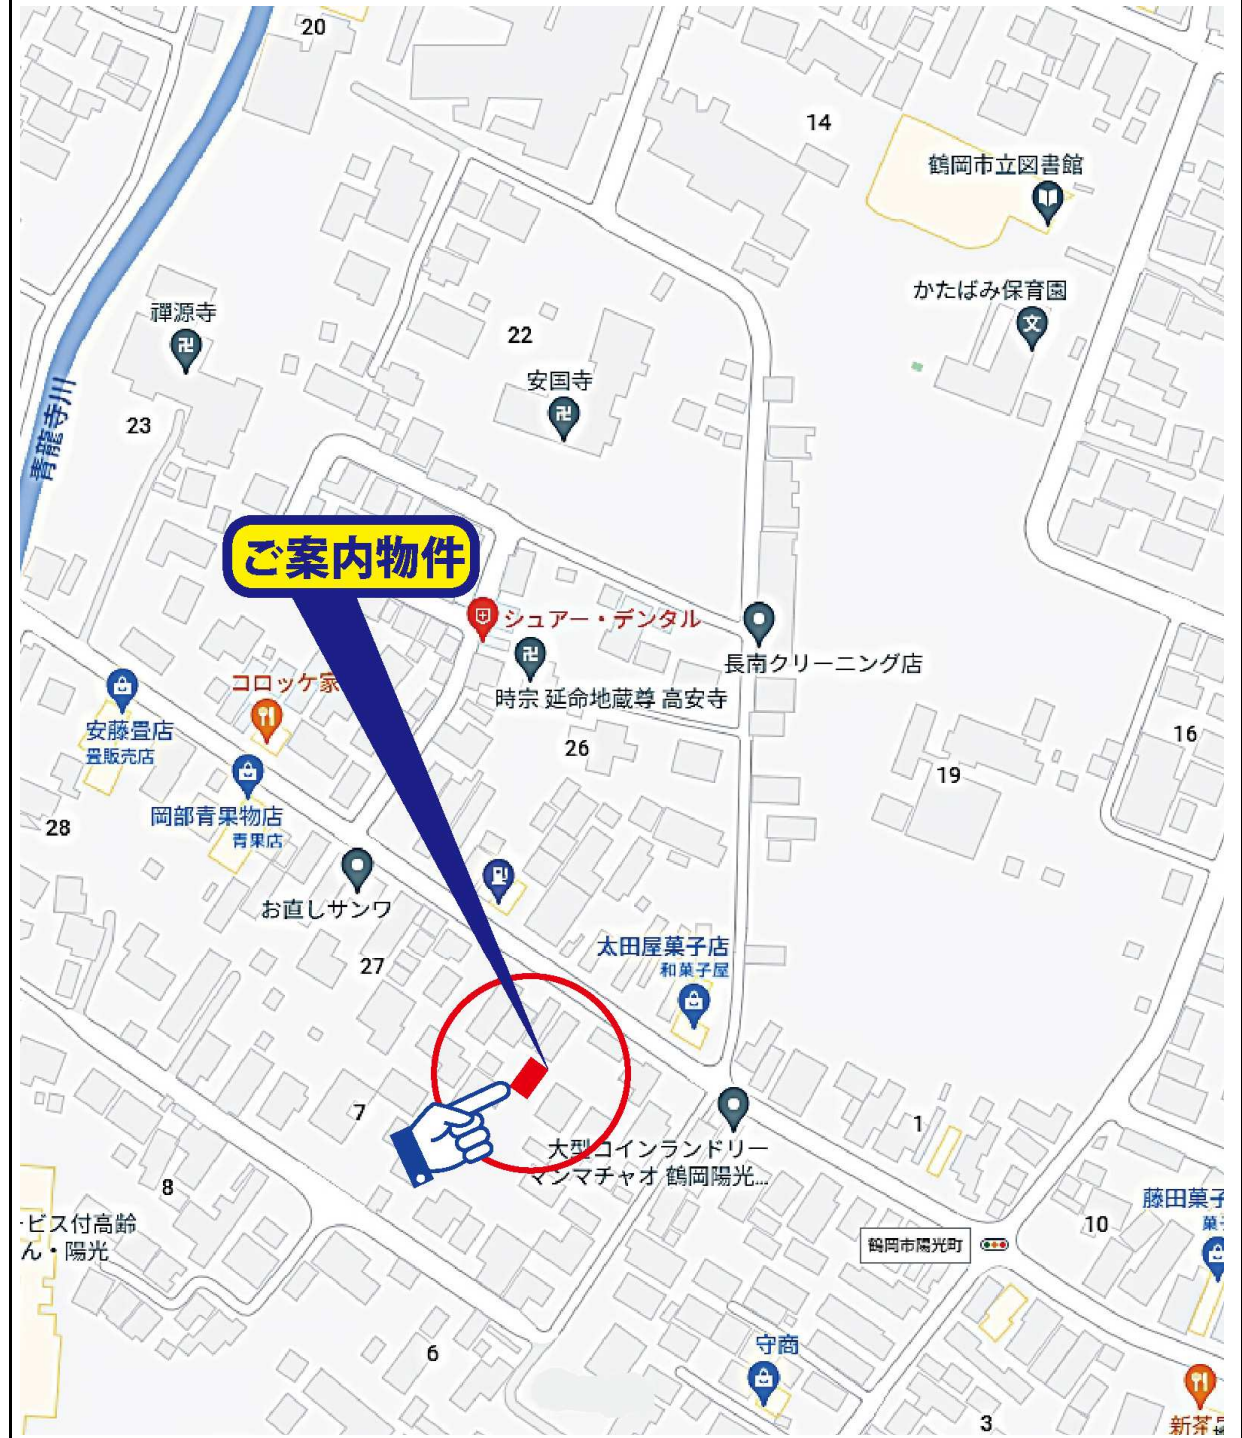 20
14
鶴岡市立図書館
かたばみ保育園
禪源寺
22
安国寺
23
青龍寺川
ご案内物件
シュアー・デンタル
長南クリーニング店
時宗 延命地蔵尊 高安寺
コロッケ家
安藤畳店
畳販売店
26
16
19
岡部青果物店
青果店
28
お直しサンワ
太田屋菓子店
和菓子屋
27
7
1
大型コインランドリー
マンマチャオ 鶴岡陽光...
8
ービス付高齢
ん・陽光
藤田菓子
菓子
10
鶴岡市陽光町
守商
6
3
新茶